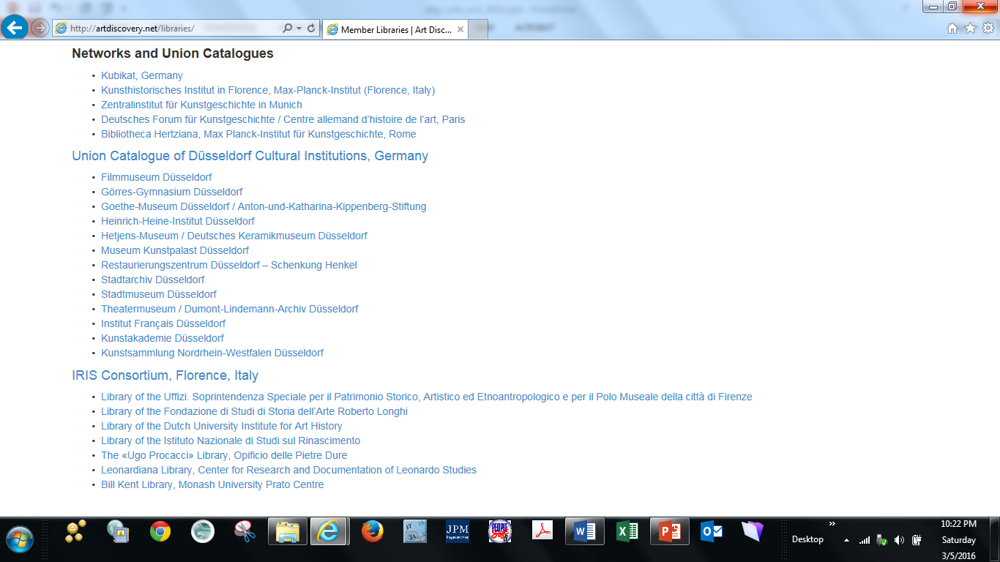 http://artdiscovery.net/libraries/
Member Libraries | Art Disc...
Networks and Union Catalogues
• Kubikat, Germany
• Kunsthistorisches Institut in Florence, Max-Planck-Institut (Florence, Italy)
• Zentralinstitut für Kunstgeschichte in Munich
• Deutsches Forum für Kunstgeschichte / Centre allemand d’histoire de l’art, Paris
• Bibliotheca Hertziana, Max Planck-Institut für Kunstgeschichte, Rome
Union Catalogue of Düsseldorf Cultural Institutions, Germany
• Filmmuseum Düsseldorf
• Görres-Gymnasium Düsseldorf
• Goethe-Museum Düsseldorf / Anton-und-Katharina-Kippenberg-Stiftung
• Heinrich-Heine-Institut Düsseldorf
• Hetjens-Museum / Deutsches Keramikmuseum Düsseldorf
• Museum Kunstpalast Düsseldorf
• Restaurierungszentrum Düsseldorf – Schenkung Henkel
• Stadtarchiv Düsseldorf
• Stadtmuseum Düsseldorf
• Theatermuseum / Dumont-Lindemann-Archiv Düsseldorf
• Institut Français Düsseldorf
• Kunstakademie Düsseldorf
• Kunstsammlung Nordrhein-Westfalen Düsseldorf
IRIS Consortium, Florence, Italy
• Library of the Uffizi. Soprintendenza Speciale per il Patrimonio Storico, Artistico ed Etnoantropologico e per il Polo Museale della città di Firenze
• Library of the Fondazione di Studi di Storia dell’Arte Roberto Longhi
• Library of the Dutch University Institute for Art History
• Library of the Istituto Nazionale di Studi sul Rinascimento
• The «Ugo Procacci» Library, Opificio delle Pietre Dure
• Leonardiana Library, Center for Research and Documentation of Leonardo Studies
• Bill Kent Library, Monash University Prato Centre
JPM
PEOPLE
Desktop
10:22 PM
Saturday
3/5/2016